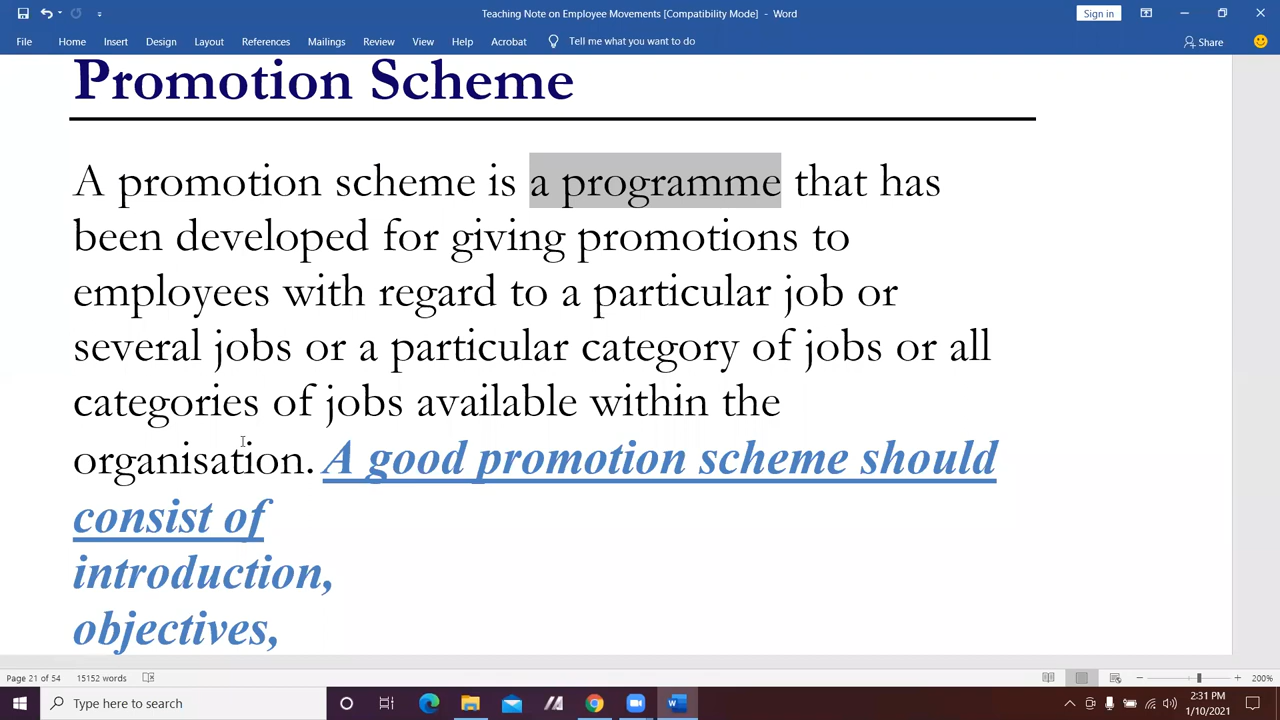 Teaching Note on Employee Movements [Compatibility Mode] - Word
Sign in
File Home Insert Design Layout References Mailings Review View Help Acrobat Tell me what you want to do Share
Promotion Scheme
A promotion scheme is a programme that has
been developed for giving promotions to
employees with regard to a particular job or
several jobs or a particular category of jobs or all
categories of jobs available within the
organisation. A good promotion scheme should
consist of
introduction,
objectives,
Page 21 of 54 15152 words 200%
Type here to search
2:31 PM
1/10/2021